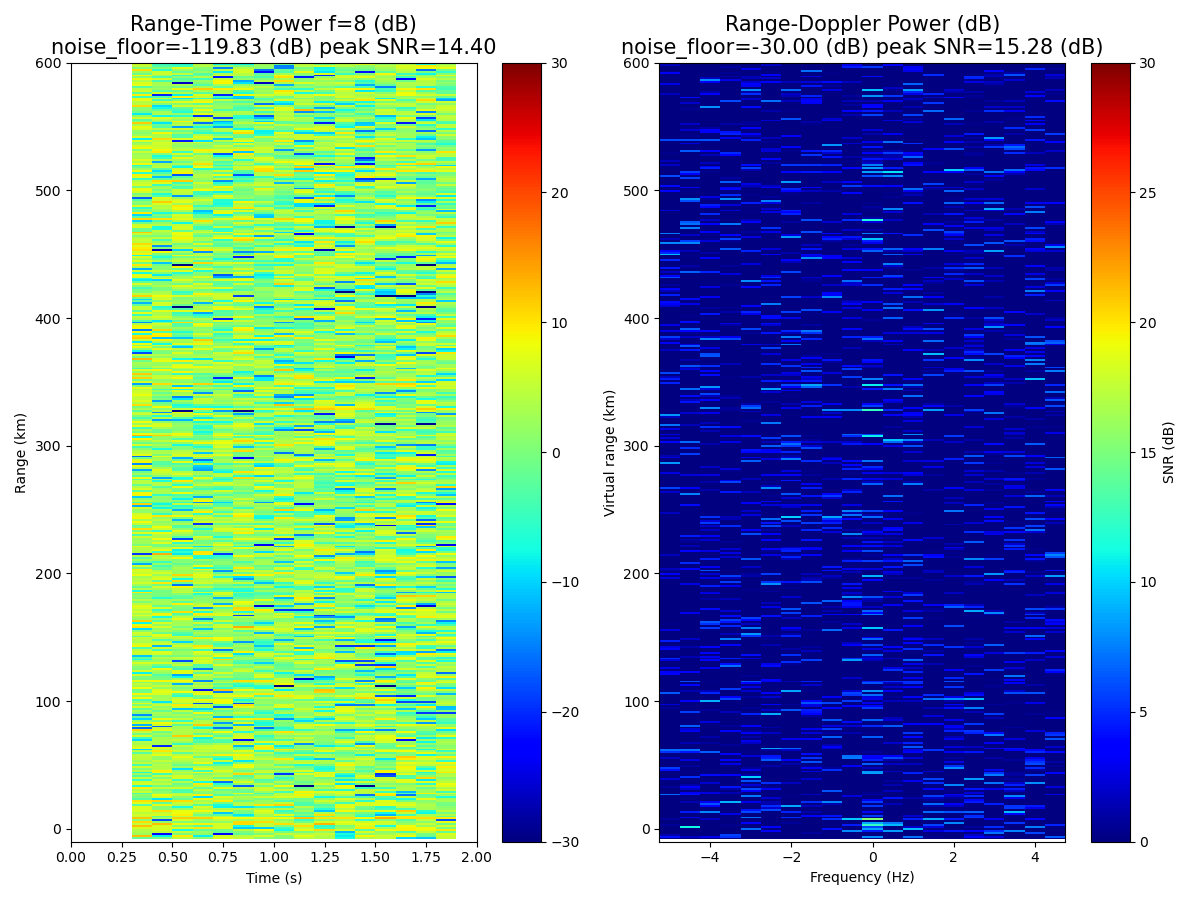 Range-Time Power f=8 (dB)
noise_floor=-119.83 (dB) peak SNR=14.40
Range-Doppler Power (dB)
noise_floor=-30.00 (dB) peak SNR=15.28 (dB)
600
500
400
300
200
100
0
Range (km)
0.00 0.25 0.50 0.75 1.00 1.25 1.50 1.75 2.00
Time (s)
30
20
10
0
−10
−20
−30
600
500
400
300
200
100
0
Virtual range (km)
−4 −2 0 2 4
Frequency (Hz)
30
25
20
15
10
5
0
SNR (dB)